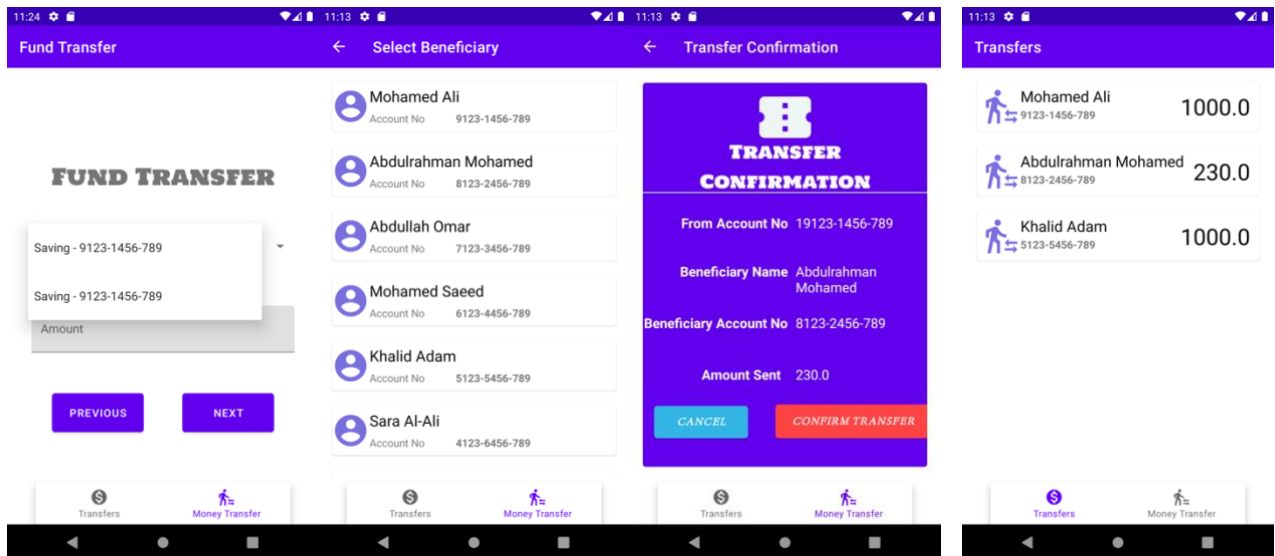 11:24
Fund Transfer
FUND TRANSFER
Saving - 9123-1456-789
Saving - 9123-1456-789
Amount
PREVIOUS
NEXT
Transfers
Money Transfer
11:13
Select Beneficiary
Mohamed Ali
Account No 9123-1456-789
Abdulrahman Mohamed
Account No 8123-2456-789
Abdullah Omar
Account No 7123-3456-789
Mohamed Saeed
Account No 6123-4456-789
Khalid Adam
Account No 5123-5456-789
Sara Al-Ali
Account No 4123-6456-789
Transfers
Money Transfer
11:13
Transfer Confirmation
TRANSFER
CONFIRMATION
From Account No 19123-1456-789
Beneficiary Name Abdulrahman
Mohamed
Beneficiary Account No 8123-2456-789
Amount Sent 230.0
CANCEL
CONFIRM TRANSFER
Transfers
Money Transfer
11:13
Transfers
Mohamed Ali
9123-1456-789
1000.0
Abdulrahman Mohamed
8123-2456-789
230.0
Khalid Adam
5123-5456-789
1000.0
Transfers
Money Transfer